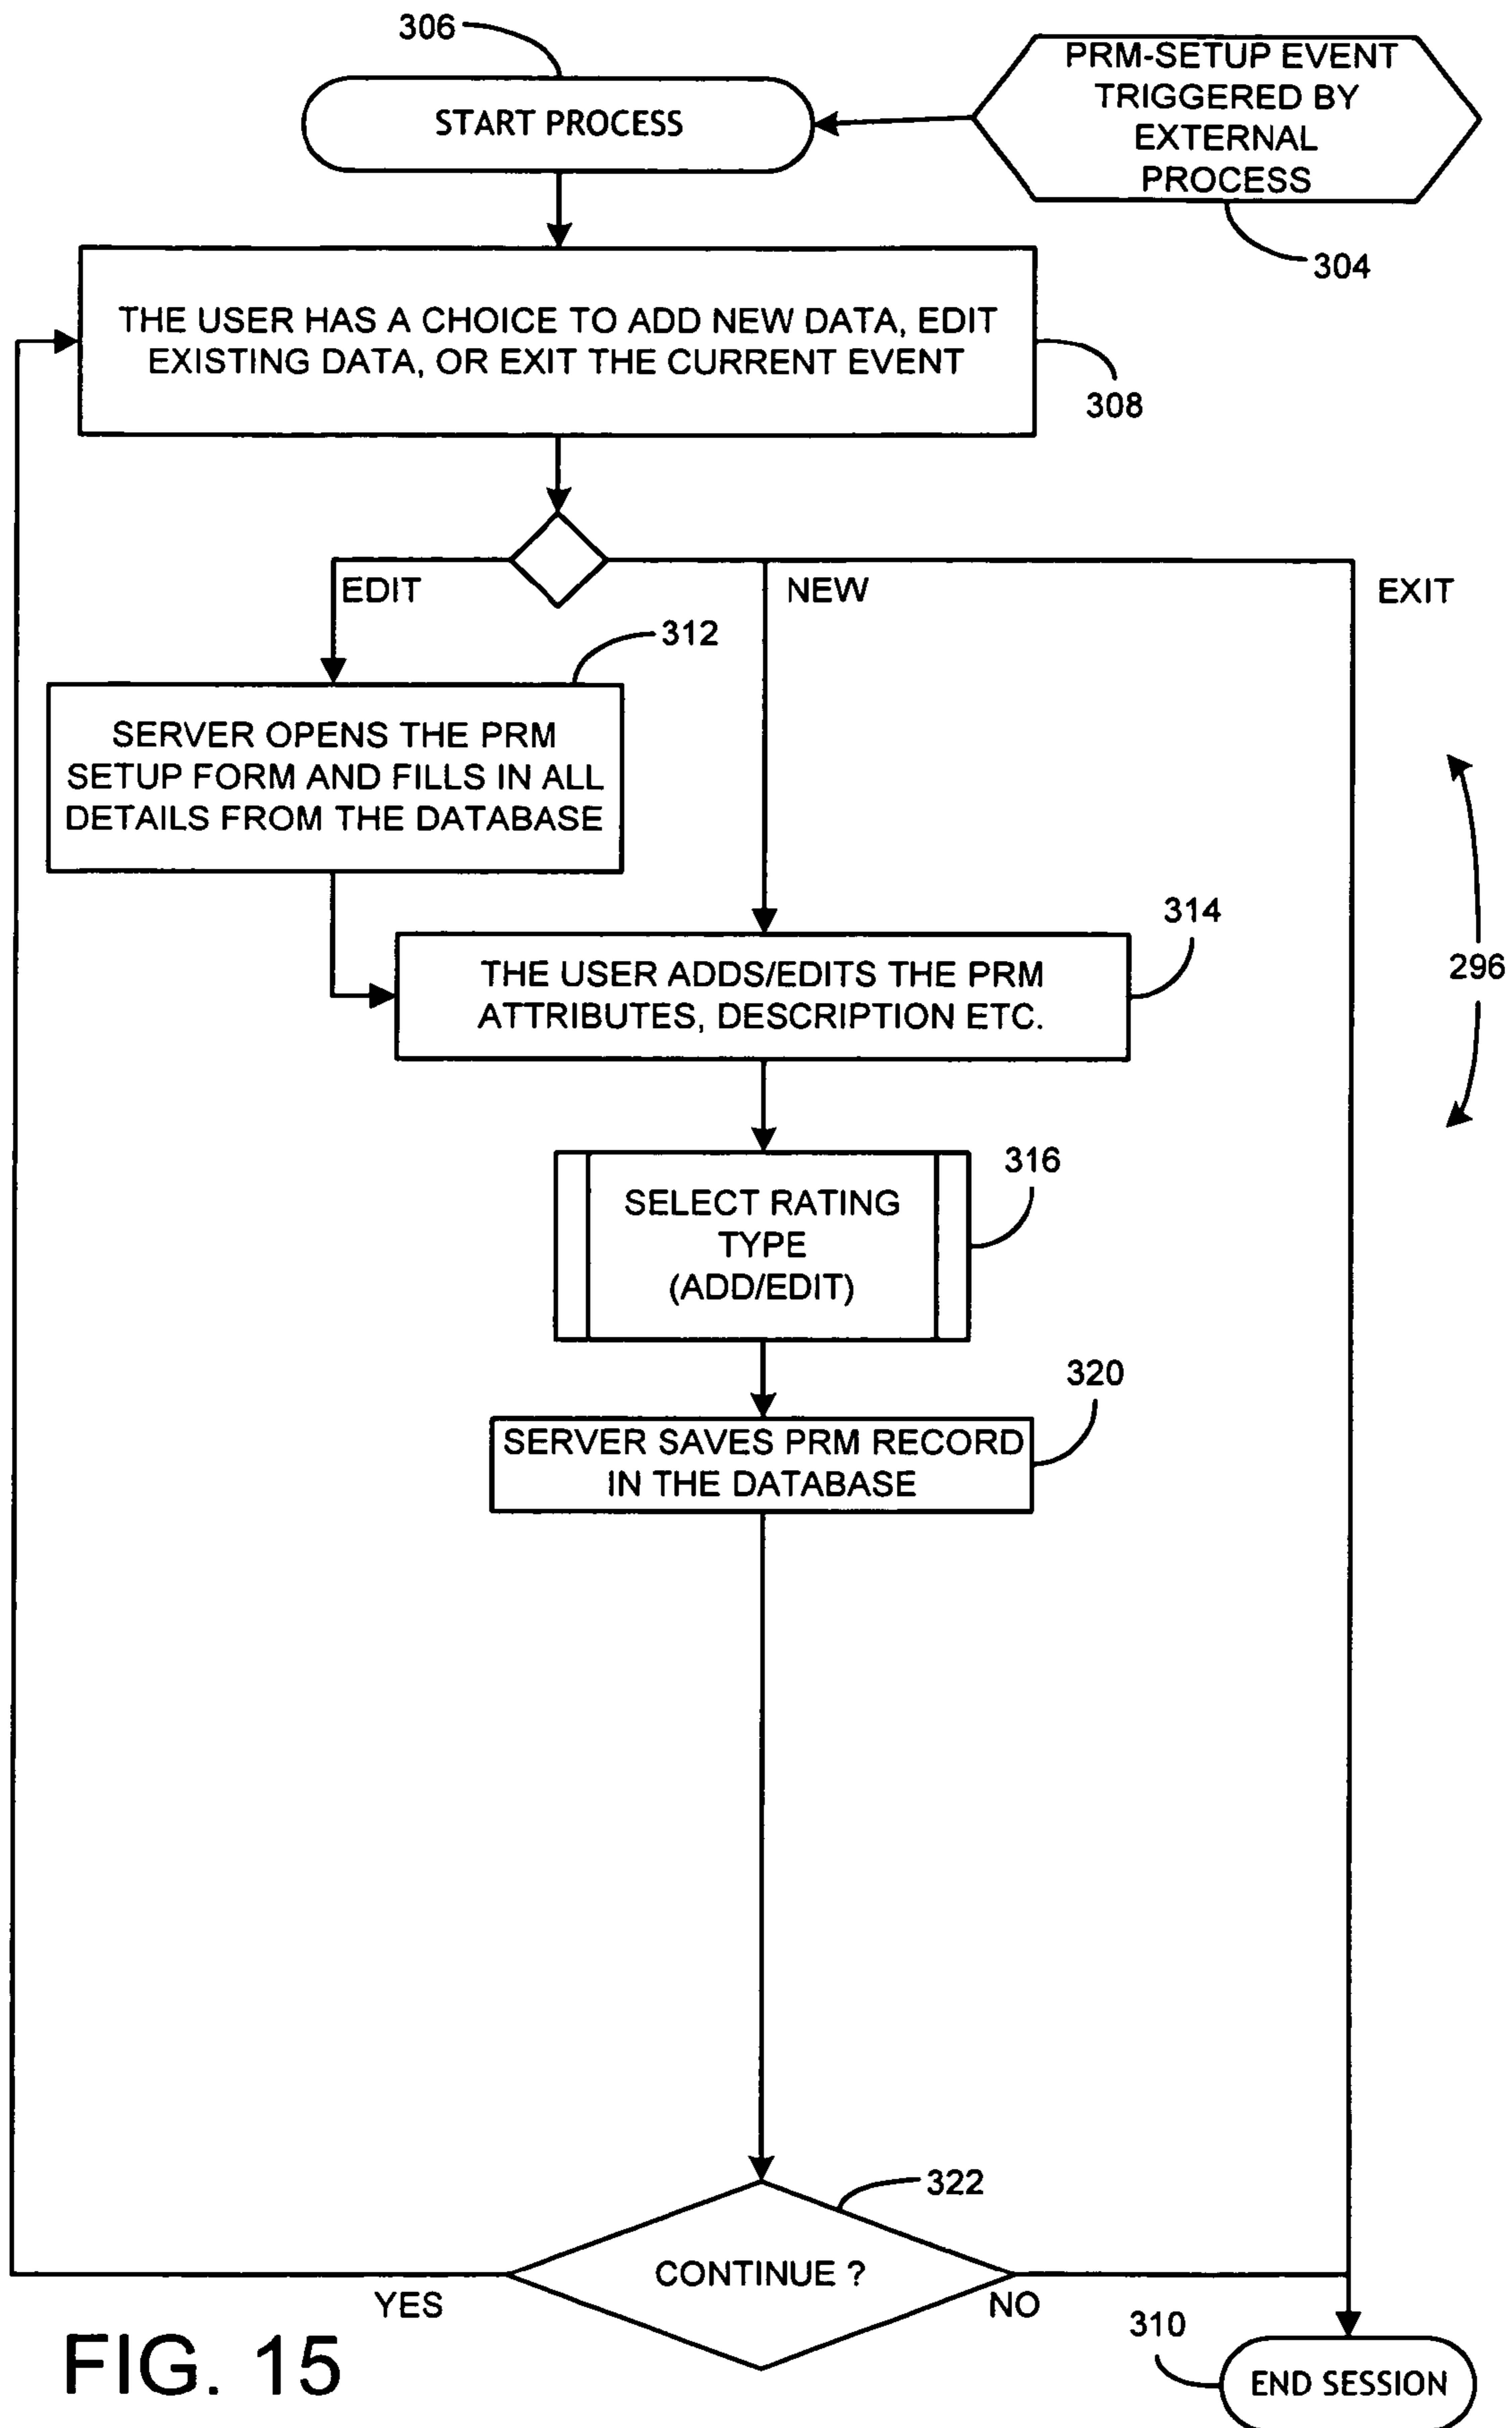 306
START PROCESS
PRM-SETUP EVENT
TRIGGERED BY
EXTERNAL
PROCESS
304
THE USER HAS A CHOICE TO ADD NEW DATA, EDIT
EXISTING DATA, OR EXIT THE CURRENT EVENT
308
EDIT
NEW
EXIT
312
SERVER OPENS THE PRM
SETUP FORM AND FILLS IN ALL
DETAILS FROM THE DATABASE
314
THE USER ADDS/EDITS THE PRM
ATTRIBUTES, DESCRIPTION ETC.
296
316
SELECT RATING
TYPE
(ADD/EDIT)
320
SERVER SAVES PRM RECORD
IN THE DATABASE
322
CONTINUE ?
YES
NO
310
END SESSION
FIG. 15